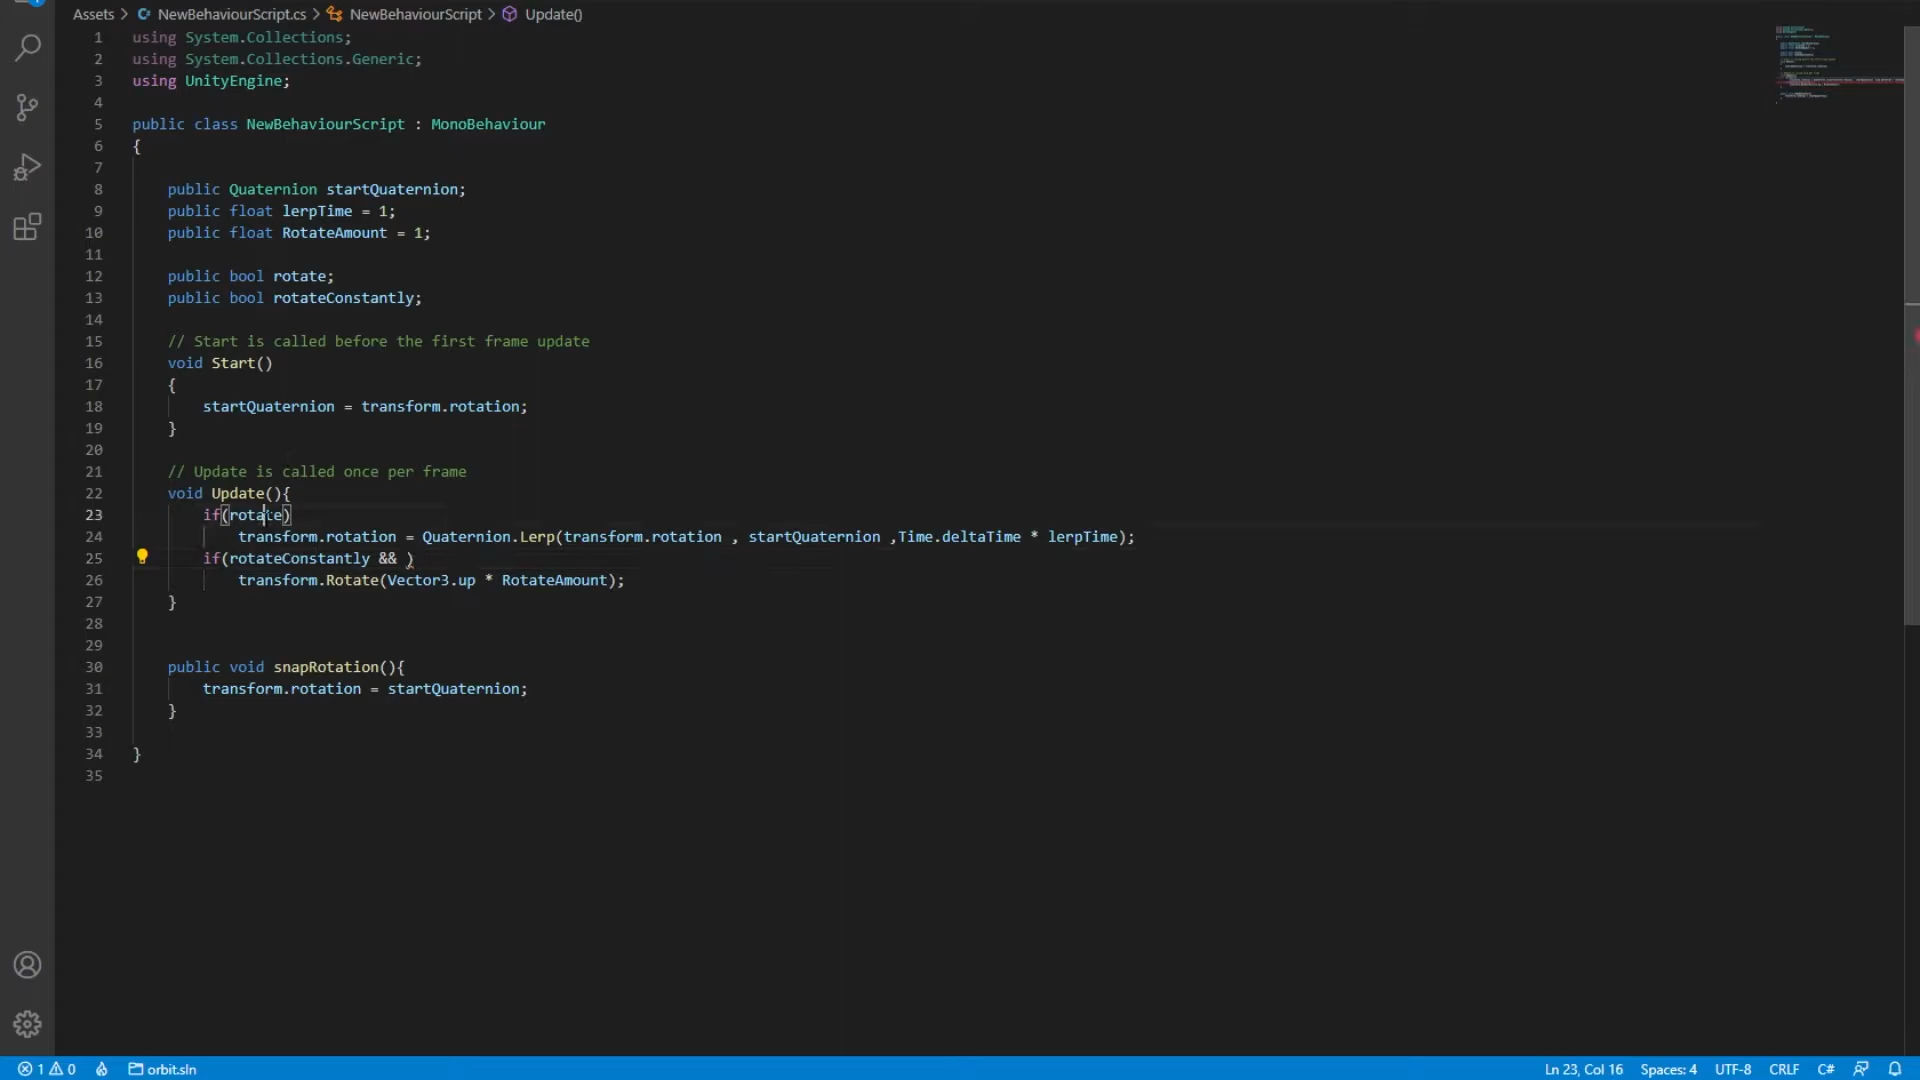 Assets > NewBehaviourScript.cs > NewBehaviourScript > Update()
1 using System.Collections;
2 using System.Collections.Generic;
3 using UnityEngine;
4
5 public class NewBehaviourScript : MonoBehaviour
6 {
7
8 public Quaternion startQuaternion;
9 public float lerpTime = 1;
10 public float RotateAmount = 1;
11
12 public bool rotate;
13 public bool rotateConstantly;
14
15 // Start is called before the first frame update
16 void Start()
17 {
18 startQuaternion = transform.rotation;
19 }
20
21 // Update is called once per frame
22 void Update(){
23 if(rotate)
24 transform.rotation = Quaternion.Lerp(transform.rotation , startQuaternion ,Time.deltaTime * lerpTime);
25 if(rotateConstantly && )
26 transform.Rotate(Vector3.up * RotateAmount);
27 }
28
29
30 public void snapRotation(){
31 transform.rotation = startQuaternion;
32 }
33
34 }
35
1 0 orbit.sln Ln 23, Col 16 Spaces: 4 UTF-8 CRLF C#